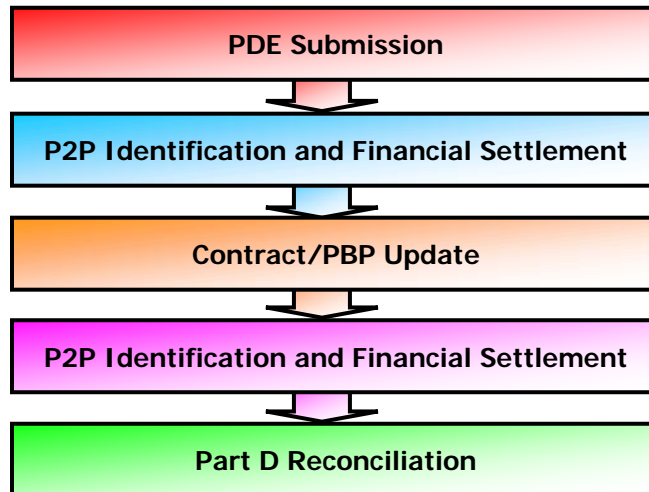 PDE Submission
P2P Identification and Financial Settlement
Contract/PBP Update
P2P Identification and Financial Settlement
Part D Reconciliation